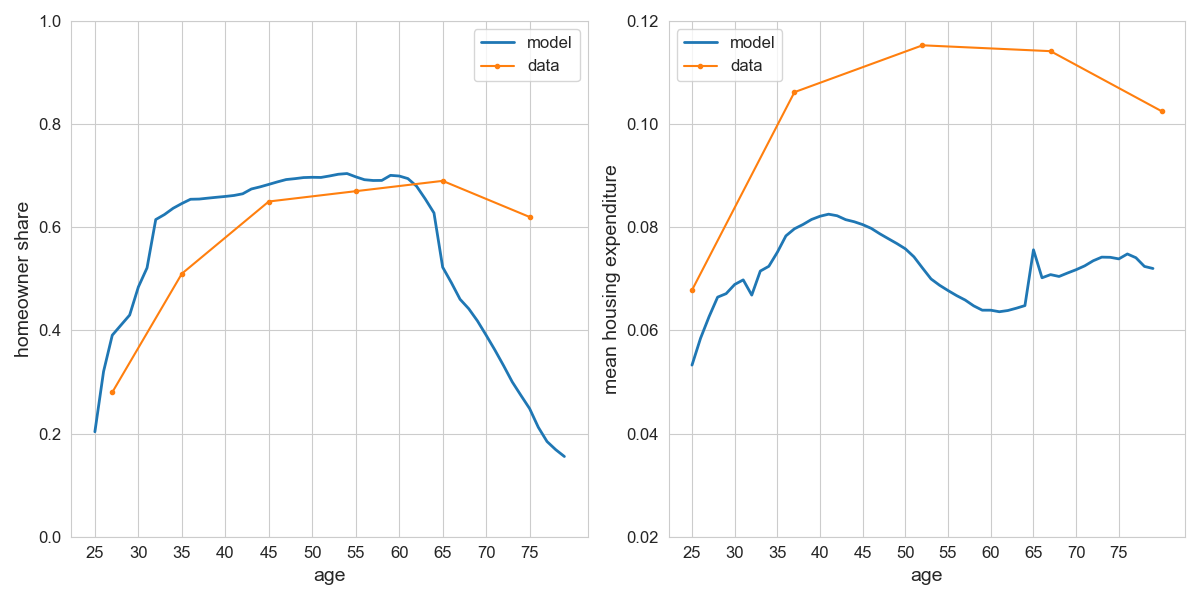 1.0
0.8
0.6
0.4
0.2
0.0
homeowner share
model
data
25 30 35 40 45 50 55 60 65 70 75
age
0.12
0.10
0.08
0.06
0.04
0.02
mean housing expenditure
model
data
25 30 35 40 45 50 55 60 65 70 75
age